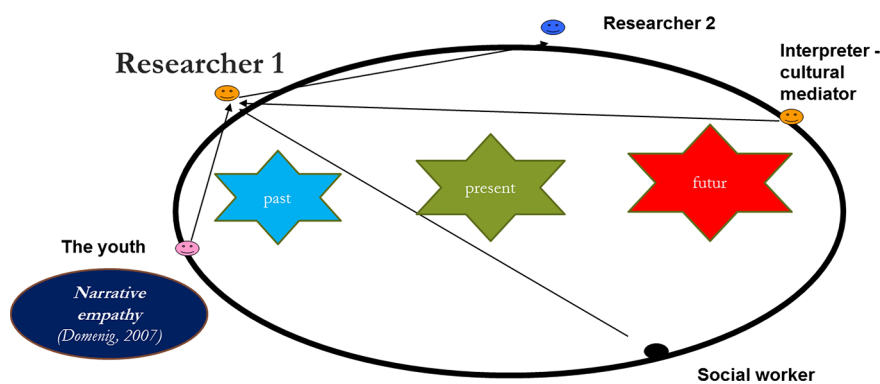 Researcher 2
Researcher 1
Interpreter -
cultural
mediator
past
present
futur
The youth
Narrative
empathy
(Domenig, 2007)
Social worker